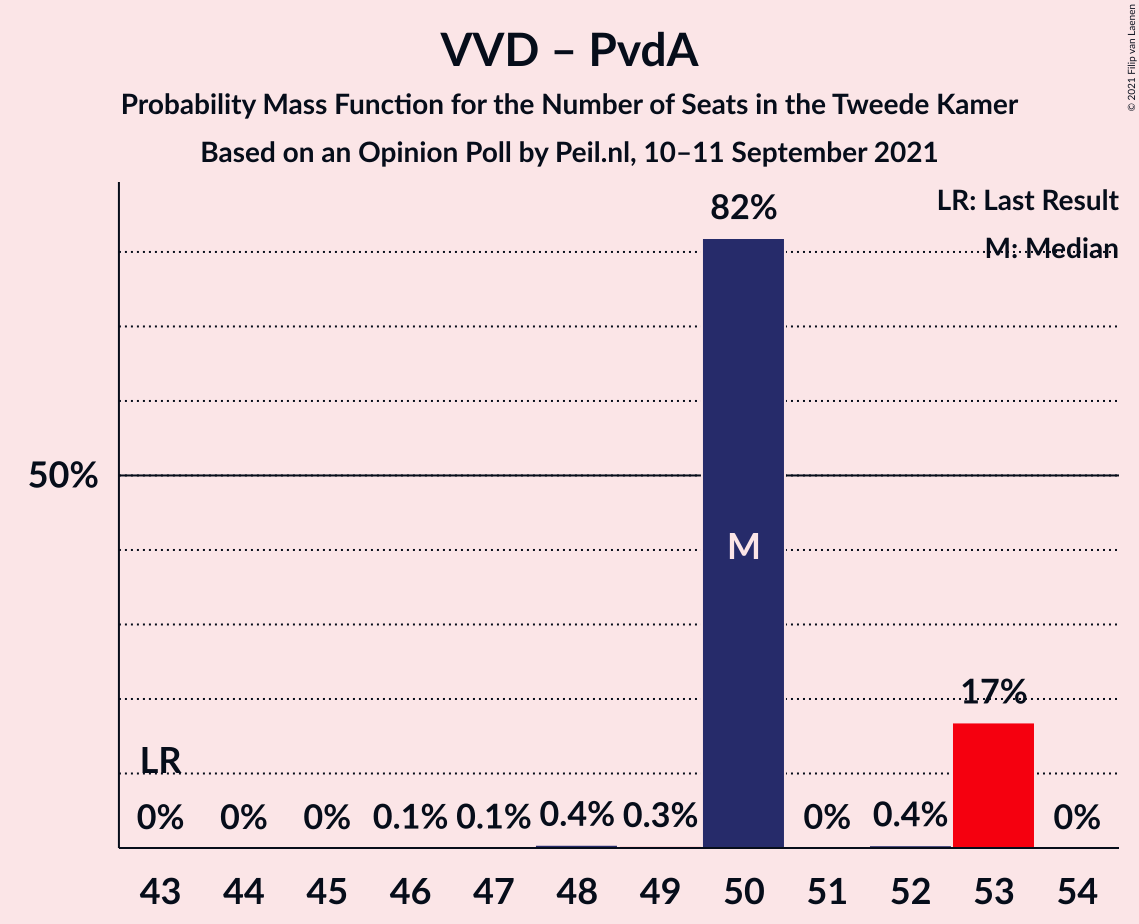 VVD – PvdA
Probability Mass Function for the Number of Seats in the Tweede Kamer
Based on an Opinion Poll by Peil.nl, 10–11 September 2021
© 2021 Filip van Laenen
LR: Last Result
M: Median
82%
50%
M
17%
LR
0% 0% 0% 0.1% 0.1% 0.4% 0.3% 0% 0.4% 0%
43 44 45 46 47 48 49 50 51 52 53 54